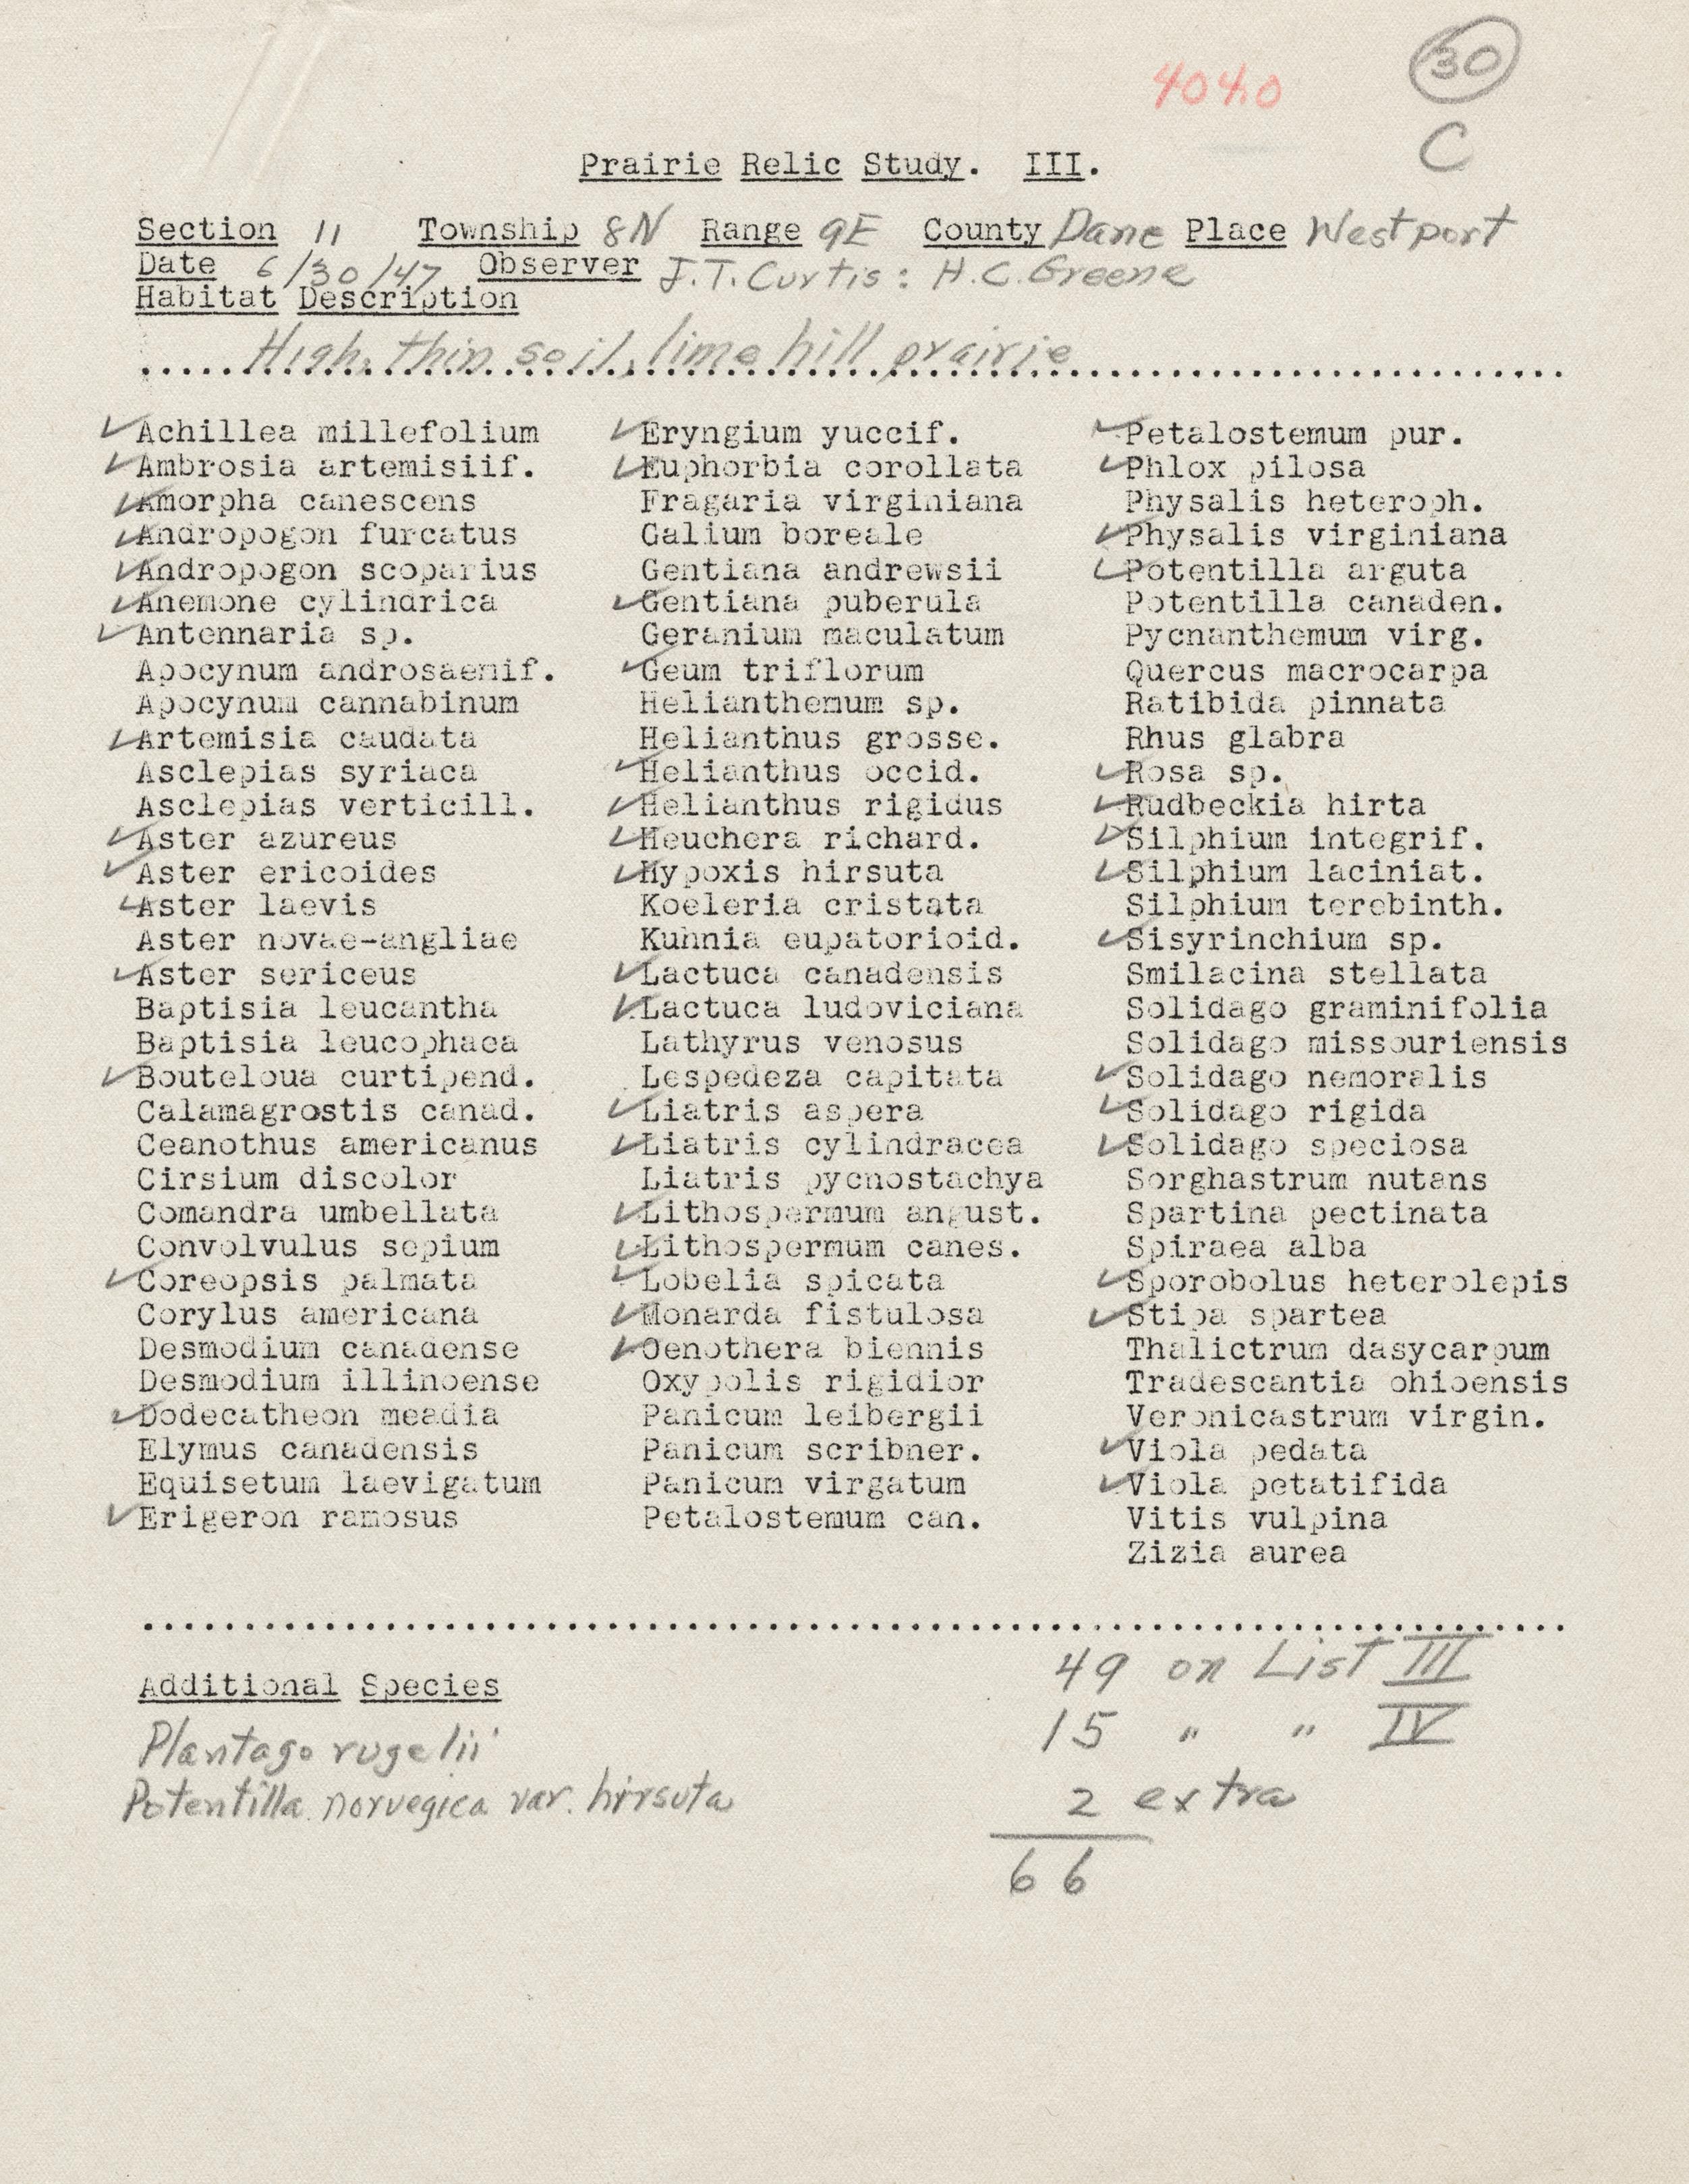 4040
30
C
Prairie Relic Study. III.
Section 11 Township 8N Range 9E County Dane Place Westport
Date 6/30/47 Observer J.T. Curtis: H.C. Greene
Habitat Description
High, thin soil, lime hill prairie
✓Achillea millefolium
✓Ambrosia artemisiif.
✓Amorpha canescens
✓Andropogon furcatus
✓Andropogon scoparius
✓Anemone cylindrica
✓Antennaria sp.
Apocynum androsaemif.
Apocynum cannabinum
✓Artemisia caudata
Asclepias syriaca
Asclepias verticill.
✓Aster azureus
✓Aster ericoides
✓Aster laevis
Aster novae-angliae
✓Aster sericeus
Baptisia leucantha
Baptisia leucophaea
✓Bouteloua curtipend.
Calamagrostis canad.
Ceanothus americanus
Cirsium discolor
Comandra umbellata
Convolvulus sepium
✓Coreopsis palmata
Corylus americana
Desmodium canadense
Desmodium illinoense
✓Dodecatheon meadia
Elymus canadensis
Equisetum laevigatum
✓Erigeron ramosus
✓Eryngium yuccif.
✓Euphorbia corollata
Fragaria virginiana
Galium boreale
Gentiana andrewsii
✓Gentiana puberula
Geranium maculatum
✓Geum triflorum
Helianthemum sp.
Helianthus grosse.
✓Helianthus occid.
✓Helianthus rigidus
✓Heuchera richard.
✓Hypoxis hirsuta
Koeleria cristata
Kuhnia eupatorioid.
✓Lactuca canadensis
✓Lactuca ludoviciana
Lathyrus venosus
Lespedeza capitata
✓Liatris aspera
✓Liatris cylindracea
Liatris pycnostachya
✓Lithospermum angust.
✓Lithospermum canes.
✓Lobelia spicata
✓Monarda fistulosa
✓Oenothera biennis
Oxypolis rigidior
Panicum leibergii
Panicum scribner.
Panicum virgatum
Petalostemum can.
✓Petalostemum pur.
✓Phlox pilosa
Physalis heteroph.
✓Physalis virginiana
✓Potentilla arguta
Potentilla canaden.
Pycnanthemum virg.
Quercus macrocarpa
Ratibida pinnata
Rhus glabra
✓Rosa sp.
✓Rudbeckia hirta
✓Silphium integrif.
✓Silphium laciniat.
Silphium terebinth.
✓Sisyrinchium sp.
Smilacina stellata
Solidago graminifolia
Solidago missouriensis
✓Solidago nemoralis
✓Solidago rigida
✓Solidago speciosa
Sorghastrum nutans
Spartina pectinata
Spiraea alba
✓Sporobolus heterolepis
✓Stipa spartea
Thalictrum dasycarpum
Tradescantia ohioensis
Veronicastrum virgin.
✓Viola pedata
✓Viola petatifida
Vitis vulpina
Zizia aurea
Additional Species
Plantago rugelii
Potentilla norvegica var. hirsuta
49 on List III
15 " " IV
2 extra
66